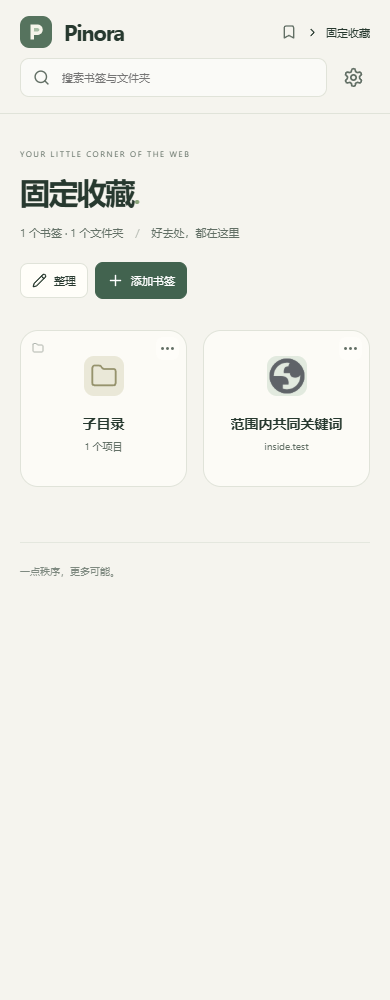 P Pinora
固定收藏
搜索书签与文件夹
YOUR LITTLE CORNER OF THE WEB
固定收藏.
1 个书签 · 1 个文件夹 / 好去处，都在这里
整理
添加书签
子目录
1 个项目
范围内共同关键词
inside.test
一点秩序，更多可能。